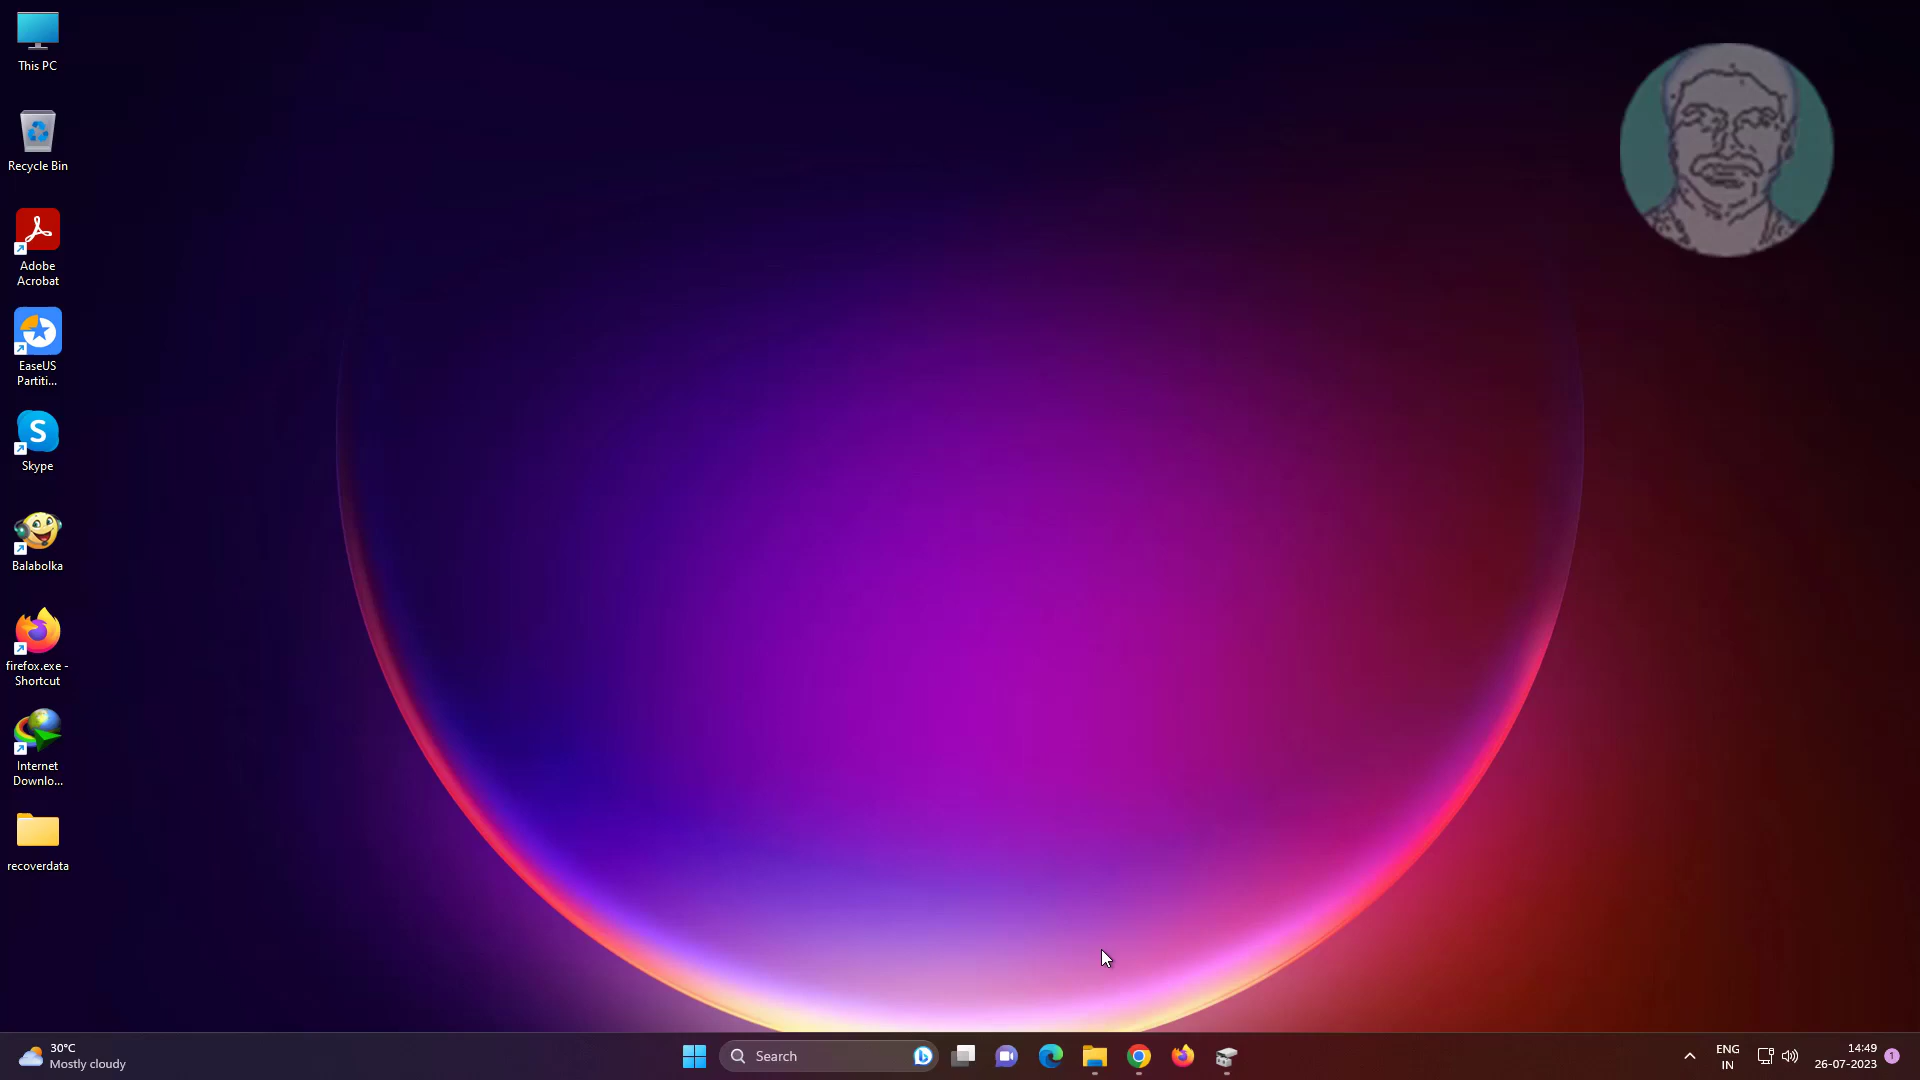 This PC
Recycle Bin
Adobe
Acrobat
EaseUS
Partiti...
S
Skype
Balabolka
firefox.exe -
Shortcut
Internet
Downlo...
recoverdata
30°C
Mostly cloudy
Search
ENG
IN
14:49
26-07-2023
1